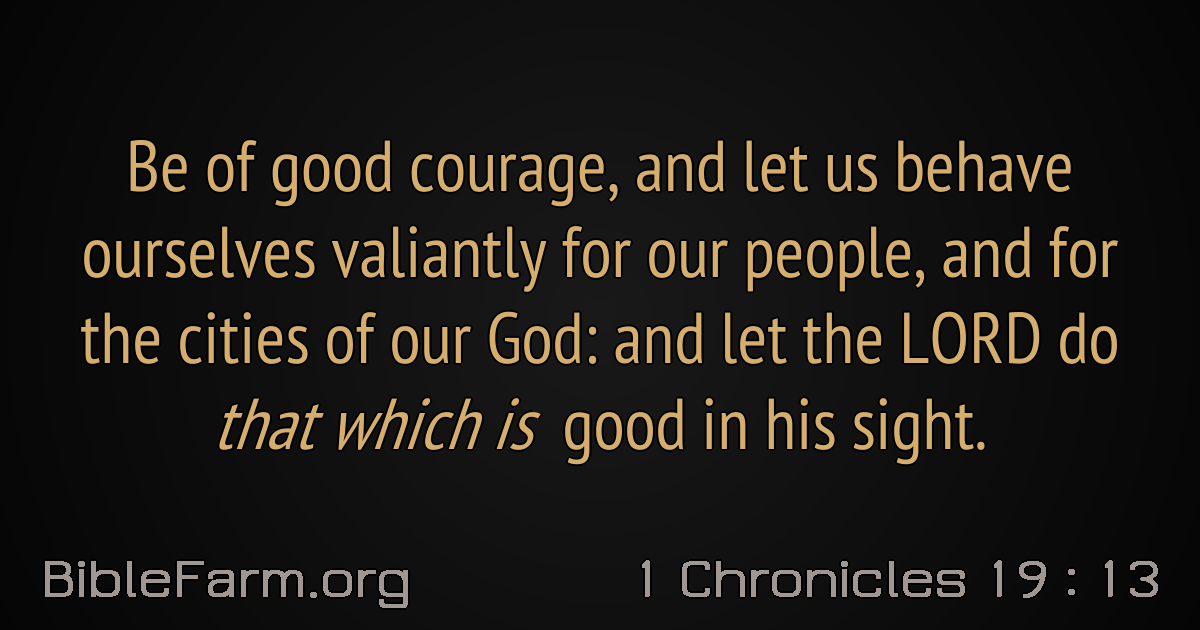 Be of good courage, and let us behave
ourselves valiantly for our people, and for
the cities of our God: and let the LORD do
that which is good in his sight.
BibleFarm.org
1 Chronicles 19 : 13